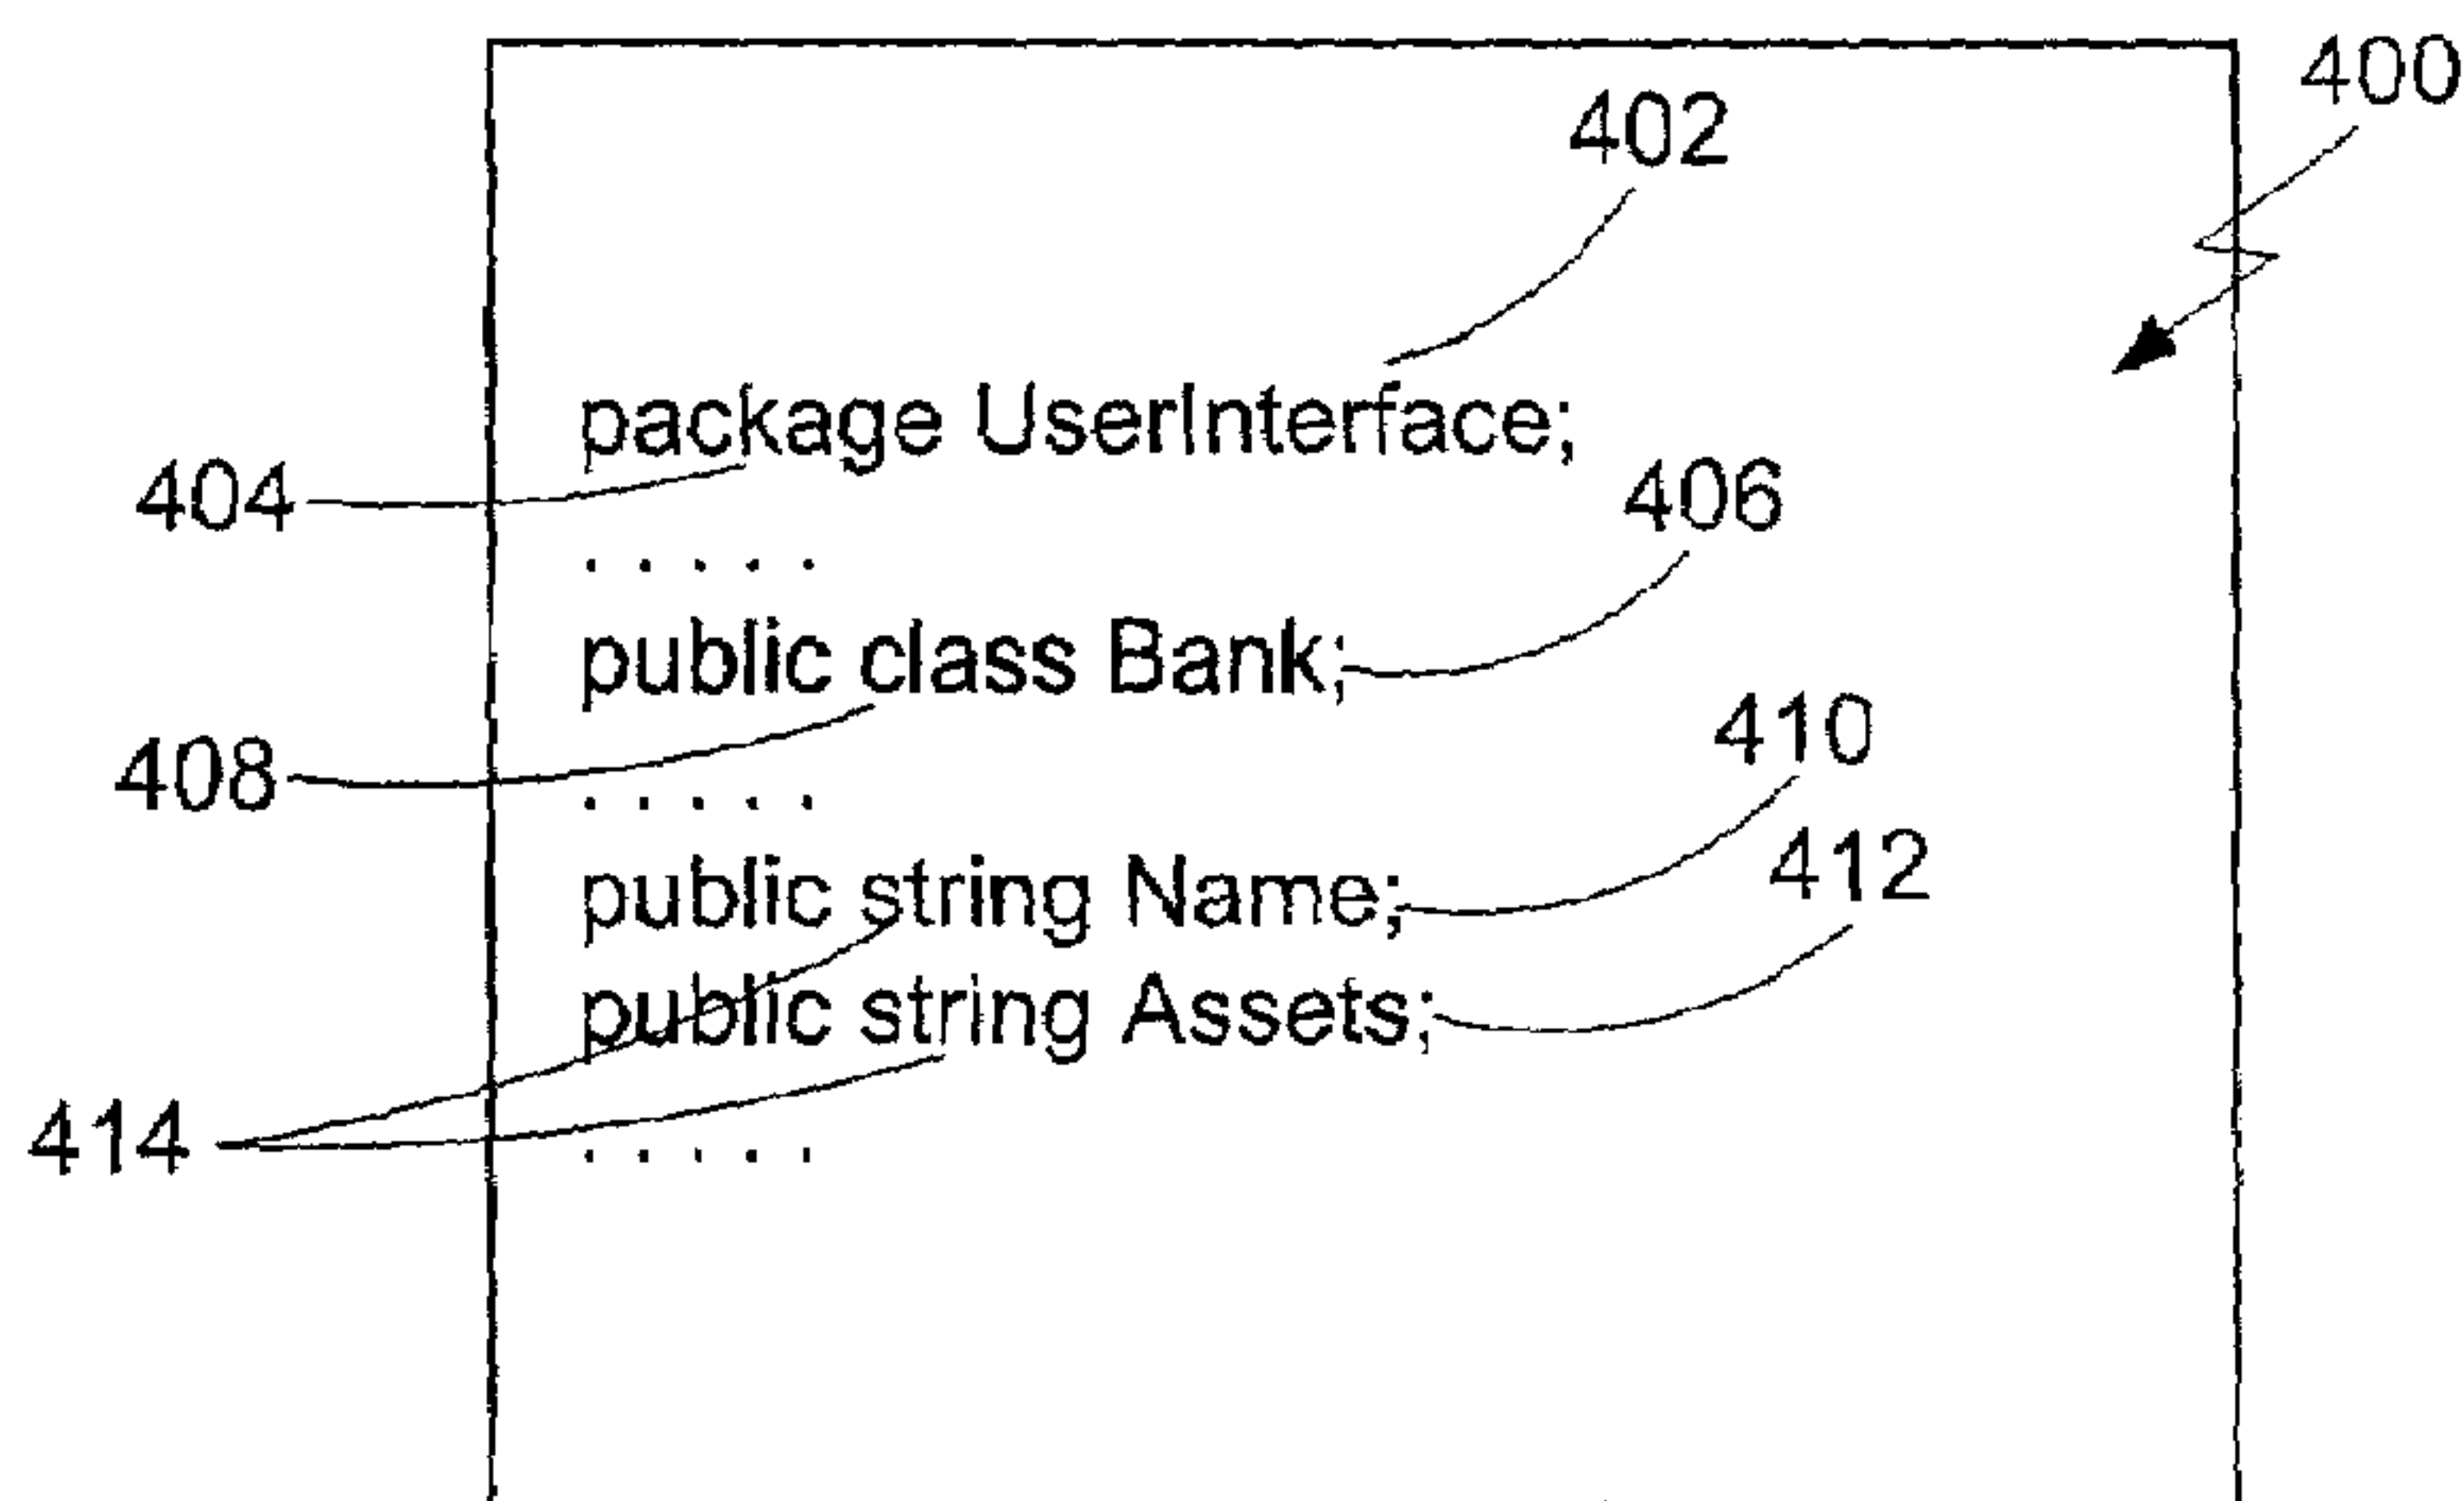 400
402
package UserInterface;
404
406
. . . . .
public class Bank;
408
410
. . . . .
412
public string Name;
public string Assets;
414
. . . . .